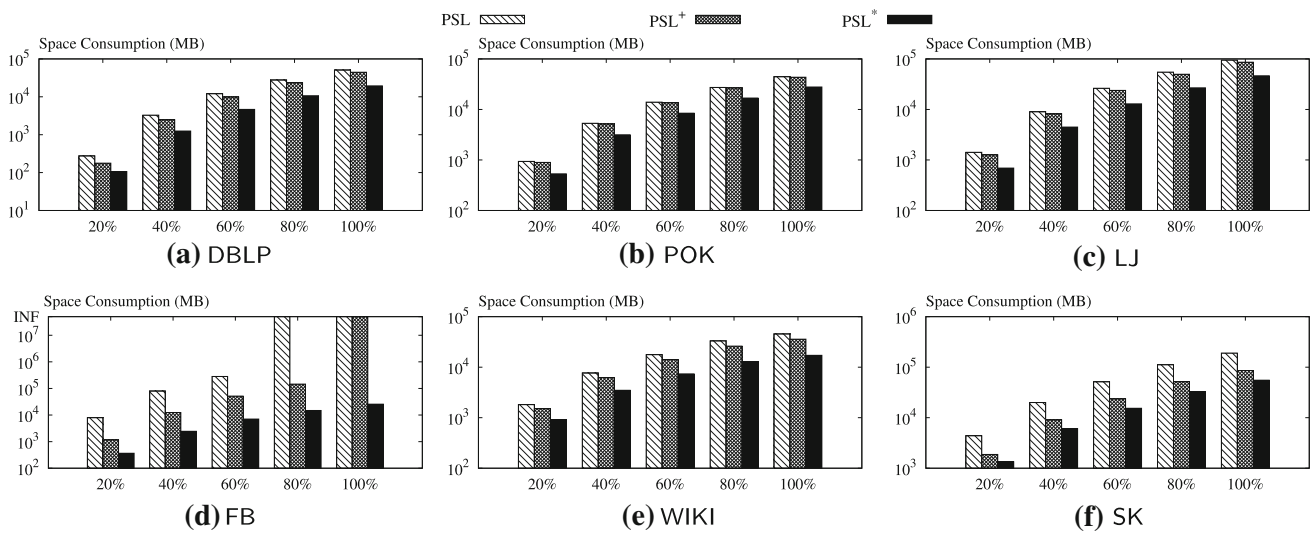 PSL PSL+ PSL*
Space Consumption (MB) Space Consumption (MB) Space Consumption (MB)
10^5 10^5 10^5
10^4 10^4 10^4
10^3 10^3 10^3
10^2 10^2 10^2
10^1
20% 40% 60% 80% 100% 20% 40% 60% 80% 100% 20% 40% 60% 80% 100%
(a) DBLP (b) POK (c) LJ
Space Consumption (MB) Space Consumption (MB) Space Consumption (MB)
INF 10^5 10^6
10^7
10^6
10^5 10^4 10^5
10^4
10^3 10^3 10^4
10^2 10^2 10^3
20% 40% 60% 80% 100% 20% 40% 60% 80% 100% 20% 40% 60% 80% 100%
(d) FB (e) WIKI (f) SK